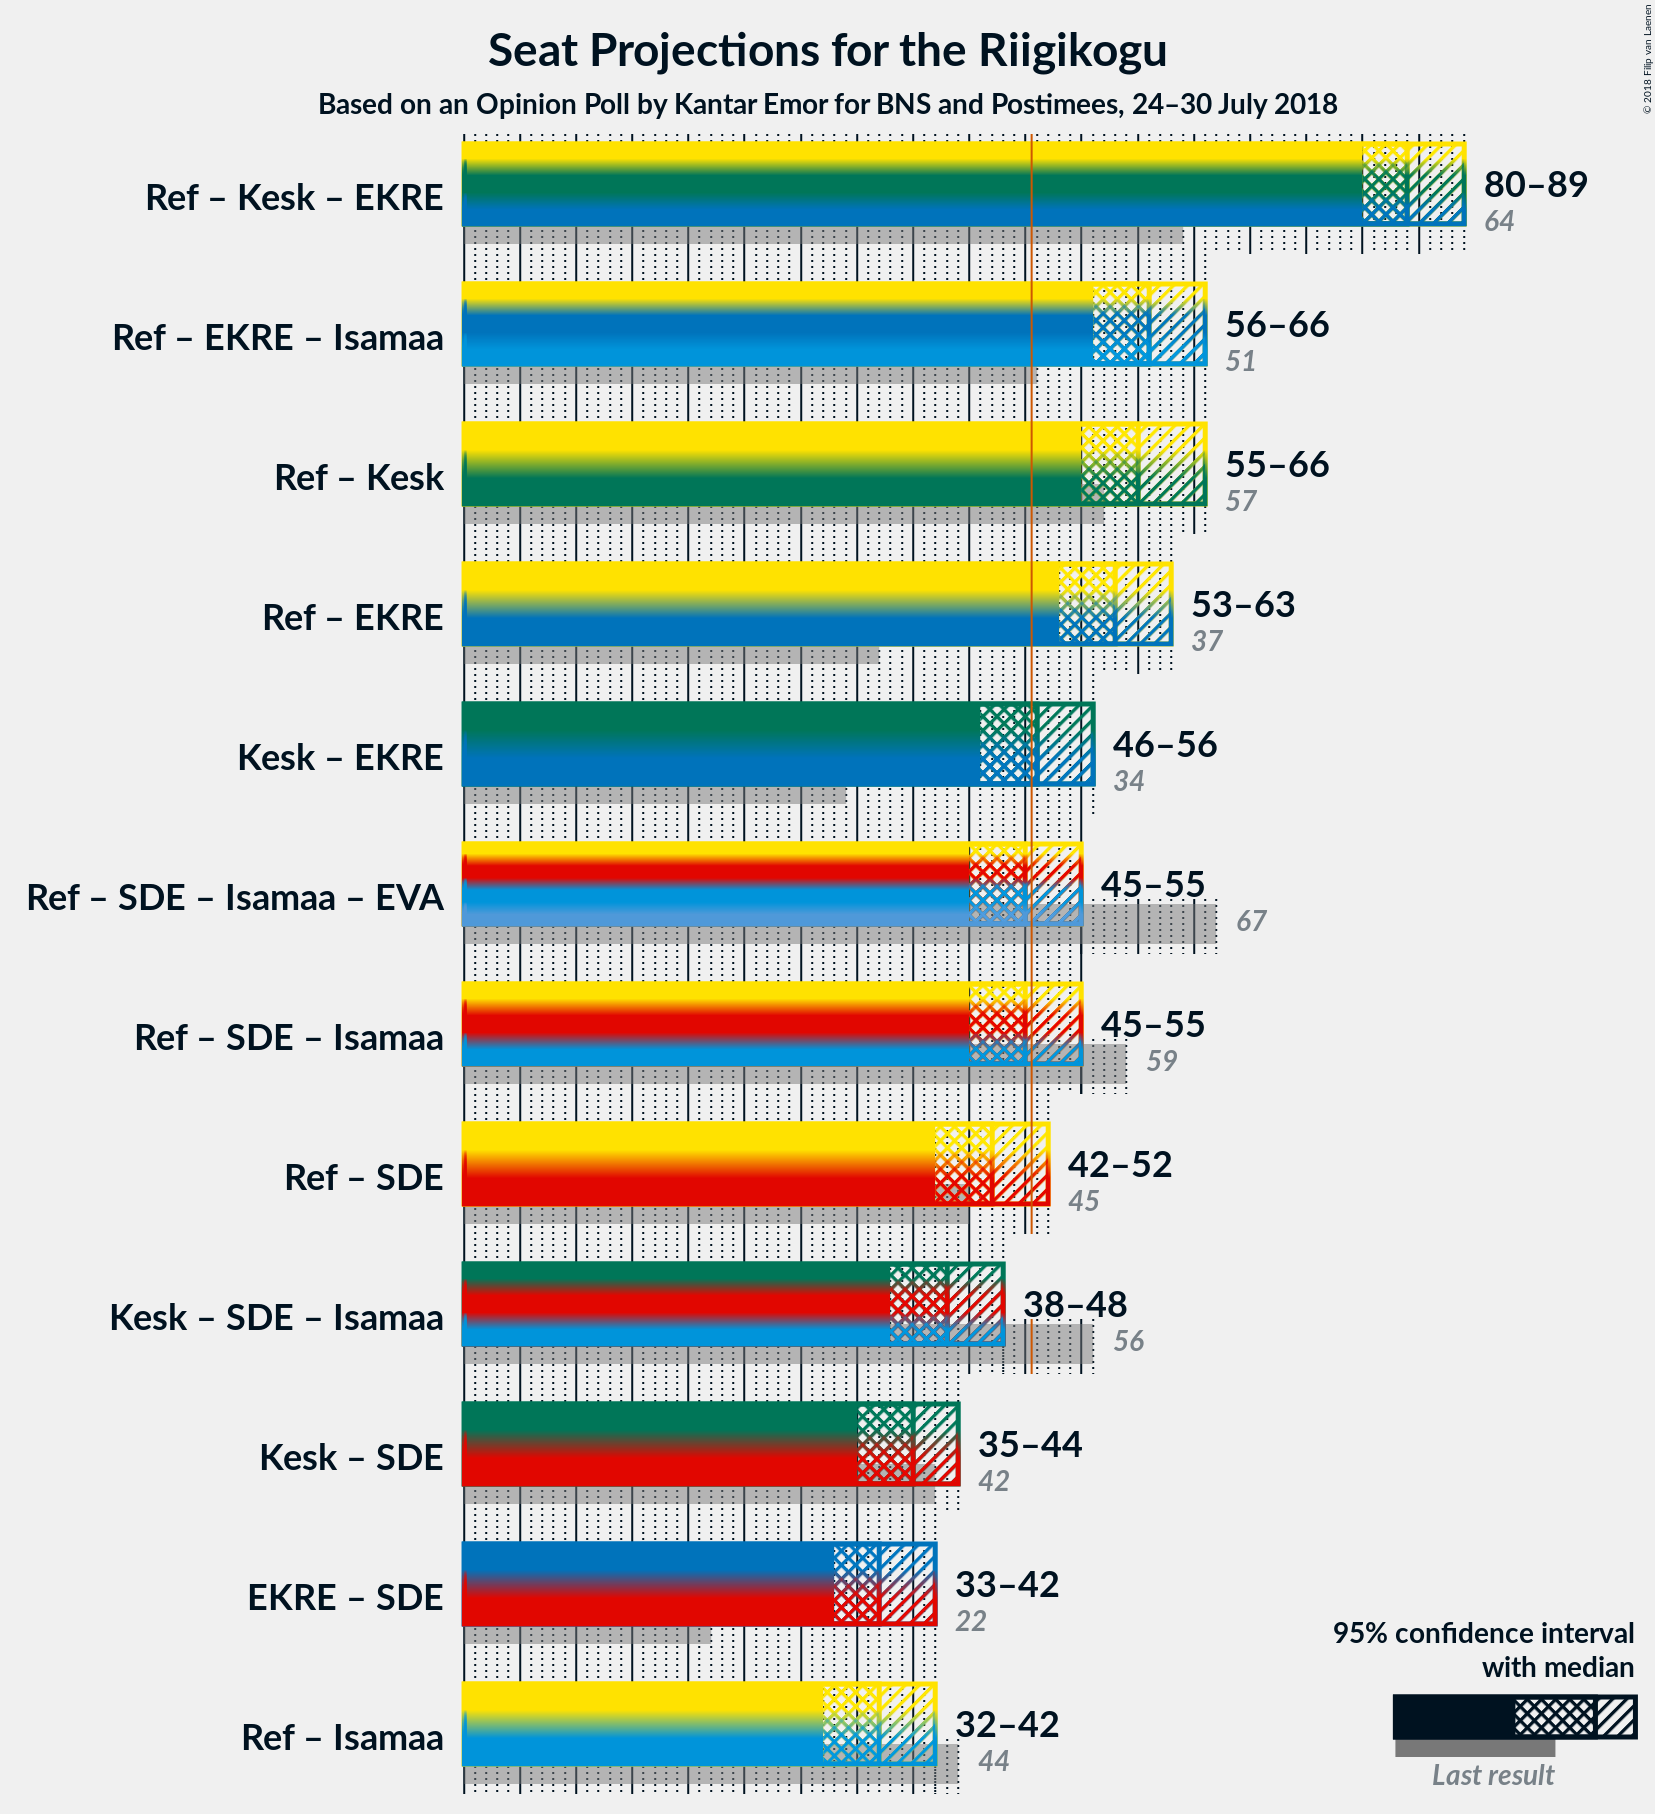 Seat Projections for the Riigikogu
Based on an Opinion Poll by Kantar Emor for BNS and Postimees, 24–30 July 2018
© 2018 Filip van Laenen
Ref – Kesk – EKRE
80–89
64
Ref – EKRE – Isamaa
56–66
51
Ref – Kesk
55–66
57
Ref – EKRE
53–63
37
Kesk – EKRE
46–56
34
Ref – SDE – Isamaa – EVA
45–55
67
Ref – SDE – Isamaa
45–55
59
Ref – SDE
42–52
45
Kesk – SDE – Isamaa
38–48
56
Kesk – SDE
35–44
42
EKRE – SDE
33–42
22
Ref – Isamaa
32–42
44
95% confidence interval
with median
Last result